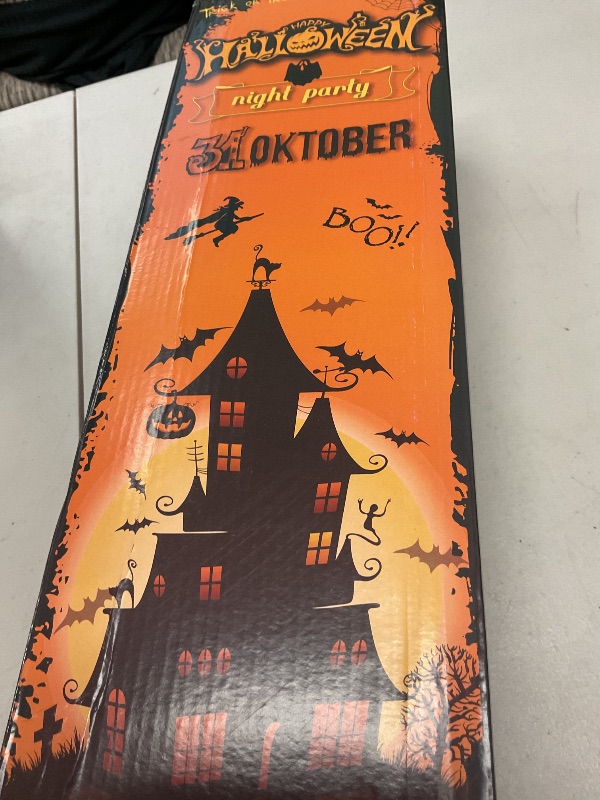 HAPPY
HALLOWEEN
night party
31 OKTOBER
BOO!!